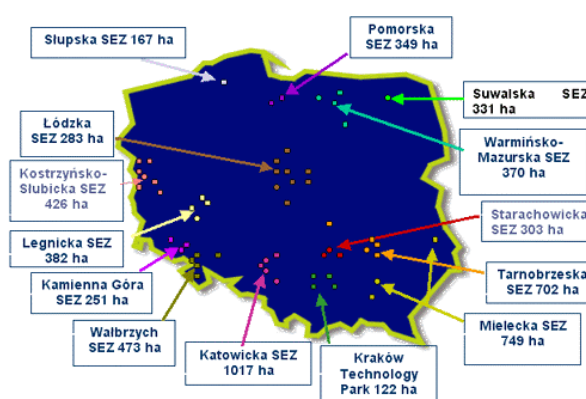 Słupska SEZ 167 ha
Pomorska
SEZ 349 ha
Suwalska SEZ
331 ha
Łódzka
SEZ 283 ha
Warmińsko-
Mazurska SEZ
370 ha
Kostrzyńsko-
Słubicka SEZ
426 ha
Starachowicka
SEZ 303 ha
Legnicka SEZ
382 ha
Kamienna Góra
SEZ 251 ha
Tarnobrzeska
SEZ 702 ha
Wałbrzych
SEZ 473 ha
Katowicka SEZ
1017 ha
Kraków
Technology
Park 122 ha
Mielecka SEZ
749 ha